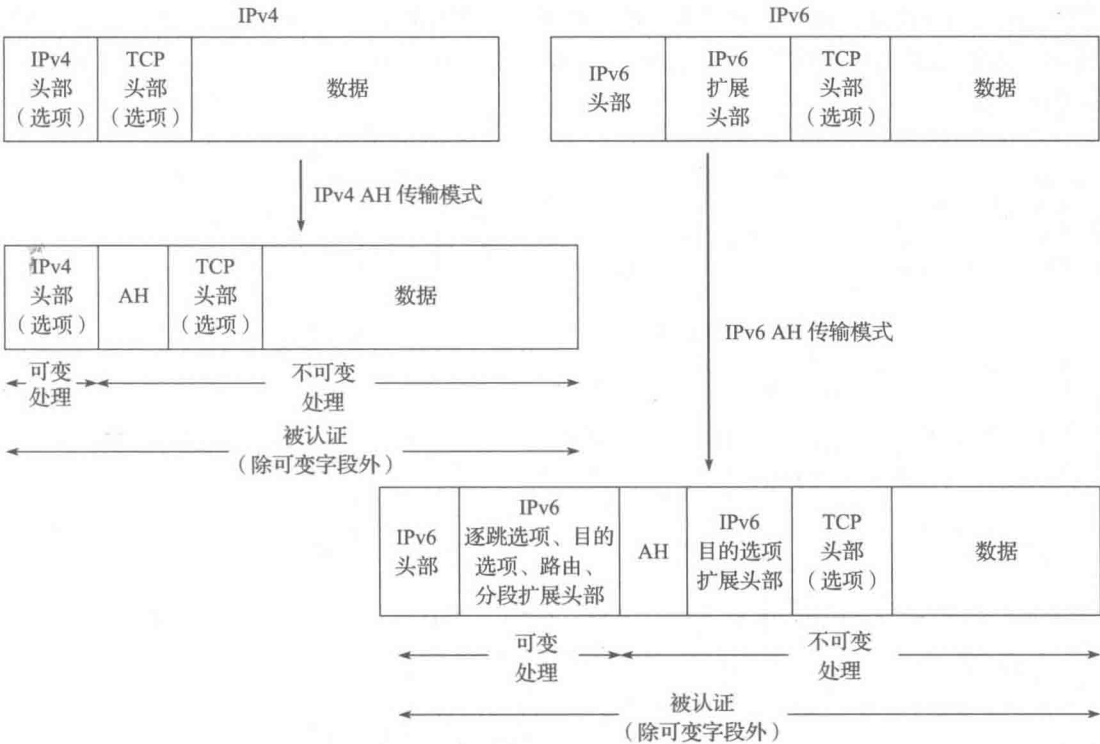 IPv4
IPv4
头部
（选项）
TCP
头部
（选项）
数据
IPv6
IPv6
头部
IPv6
扩展
头部
TCP
头部
（选项）
数据
IPv4 AH 传输模式
IPv4
头部
（选项）
AH
TCP
头部
（选项）
数据
可变
处理
不可变
处理
被认证
（除可变字段外）
IPv6 AH 传输模式
IPv6
头部
IPv6
逐跳选项、目的
选项、路由、
分段扩展头部
AH
IPv6
目的选项
扩展头部
TCP
头部
（选项）
数据
可变
处理
不可变
处理
被认证
（除可变字段外）